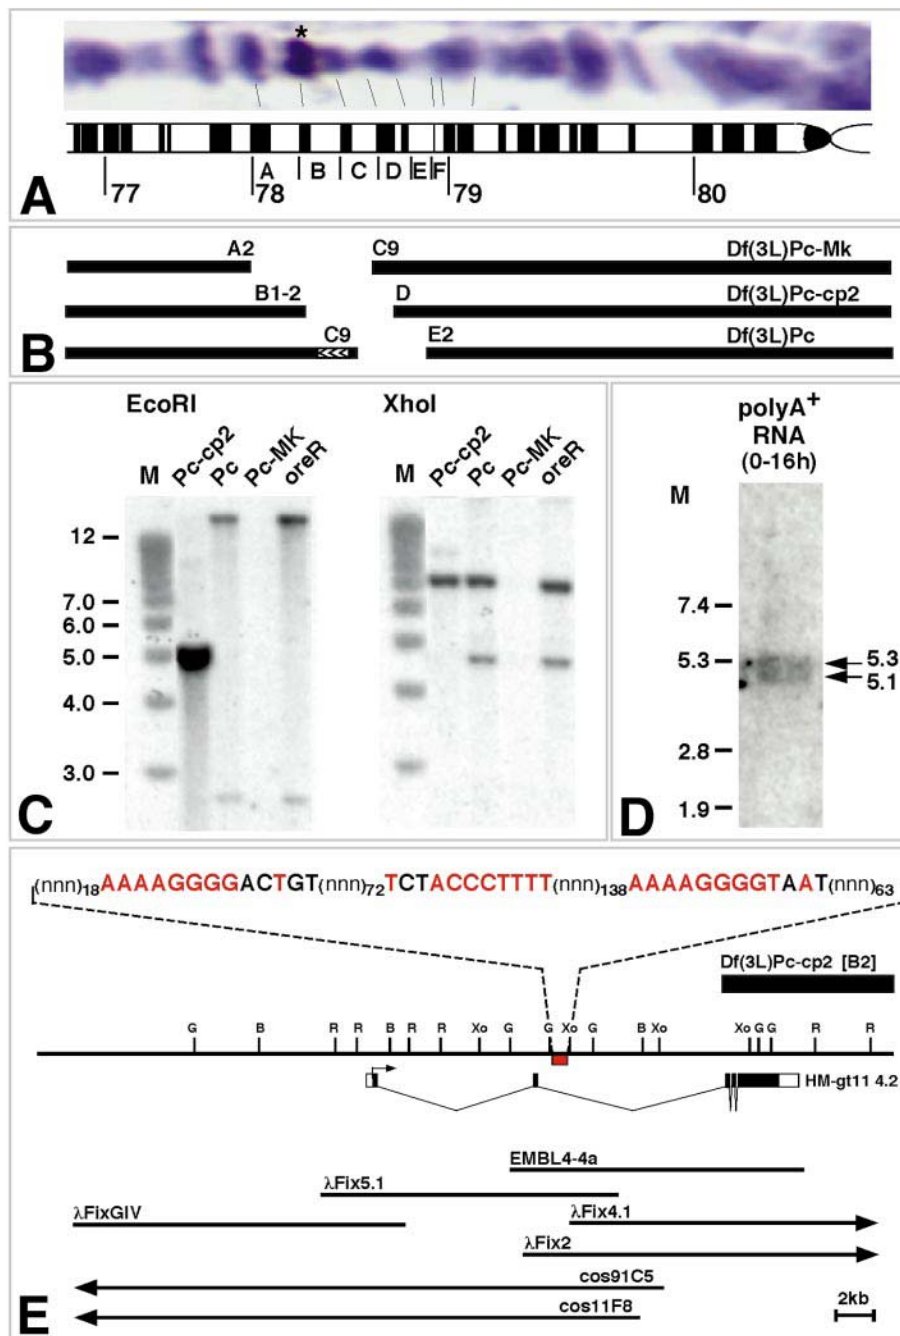 *
A B C D E F
77 78 79 80
A
A2 C9 Df(3L)Pc-Mk
B1-2 D Df(3L)Pc-cp2
C9 E2 Df(3L)Pc
<<<<
B
EcoRI XhoI
M Pc-cp2 Pc Pc-MK oreR Pc-cp2 Pc Pc-MK oreR
12
7.0
6.0
5.0
4.0
3.0
C
polyA+
RNA
(0-16h)
M
7.4
5.3 5.3
5.1
2.8
1.9
D
(nnn)18AAAAGGGGACTGT(nnn)72TCTACCCTTTT(nnn)138AAAAGGGGTAAT(nnn)63
Df(3L)Pc-cp2 [B2]
G B R R B R R Xo G G Xo G B Xo Xo G G R R
HM-gt11 4.2
EMBL4-4a
λFix5.1
λFixGIV λFix4.1
λFix2
cos91C5
cos11F8 2kb
E